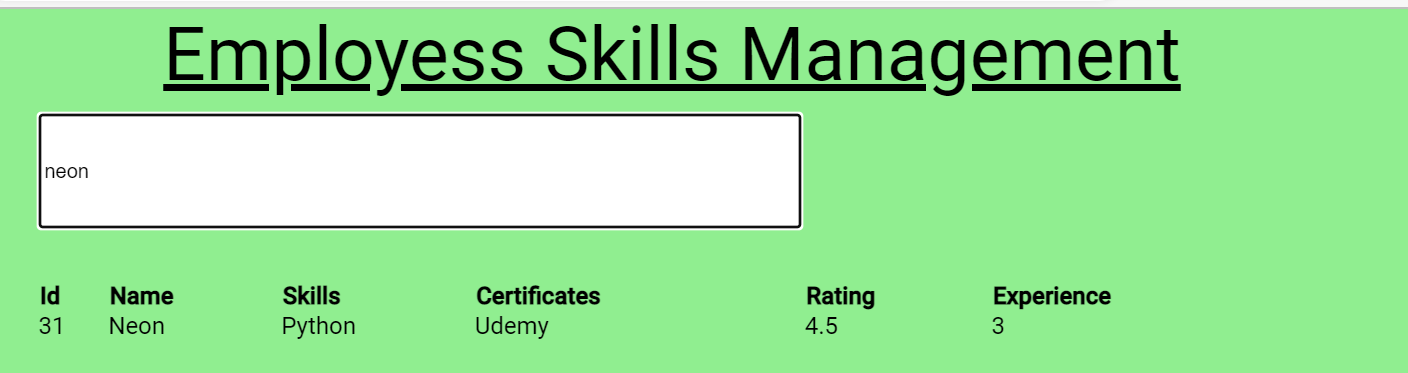 Employess Skills Management
neon
Id Name Skills Certificates Rating Experience
31 Neon Python Udemy 4.5 3